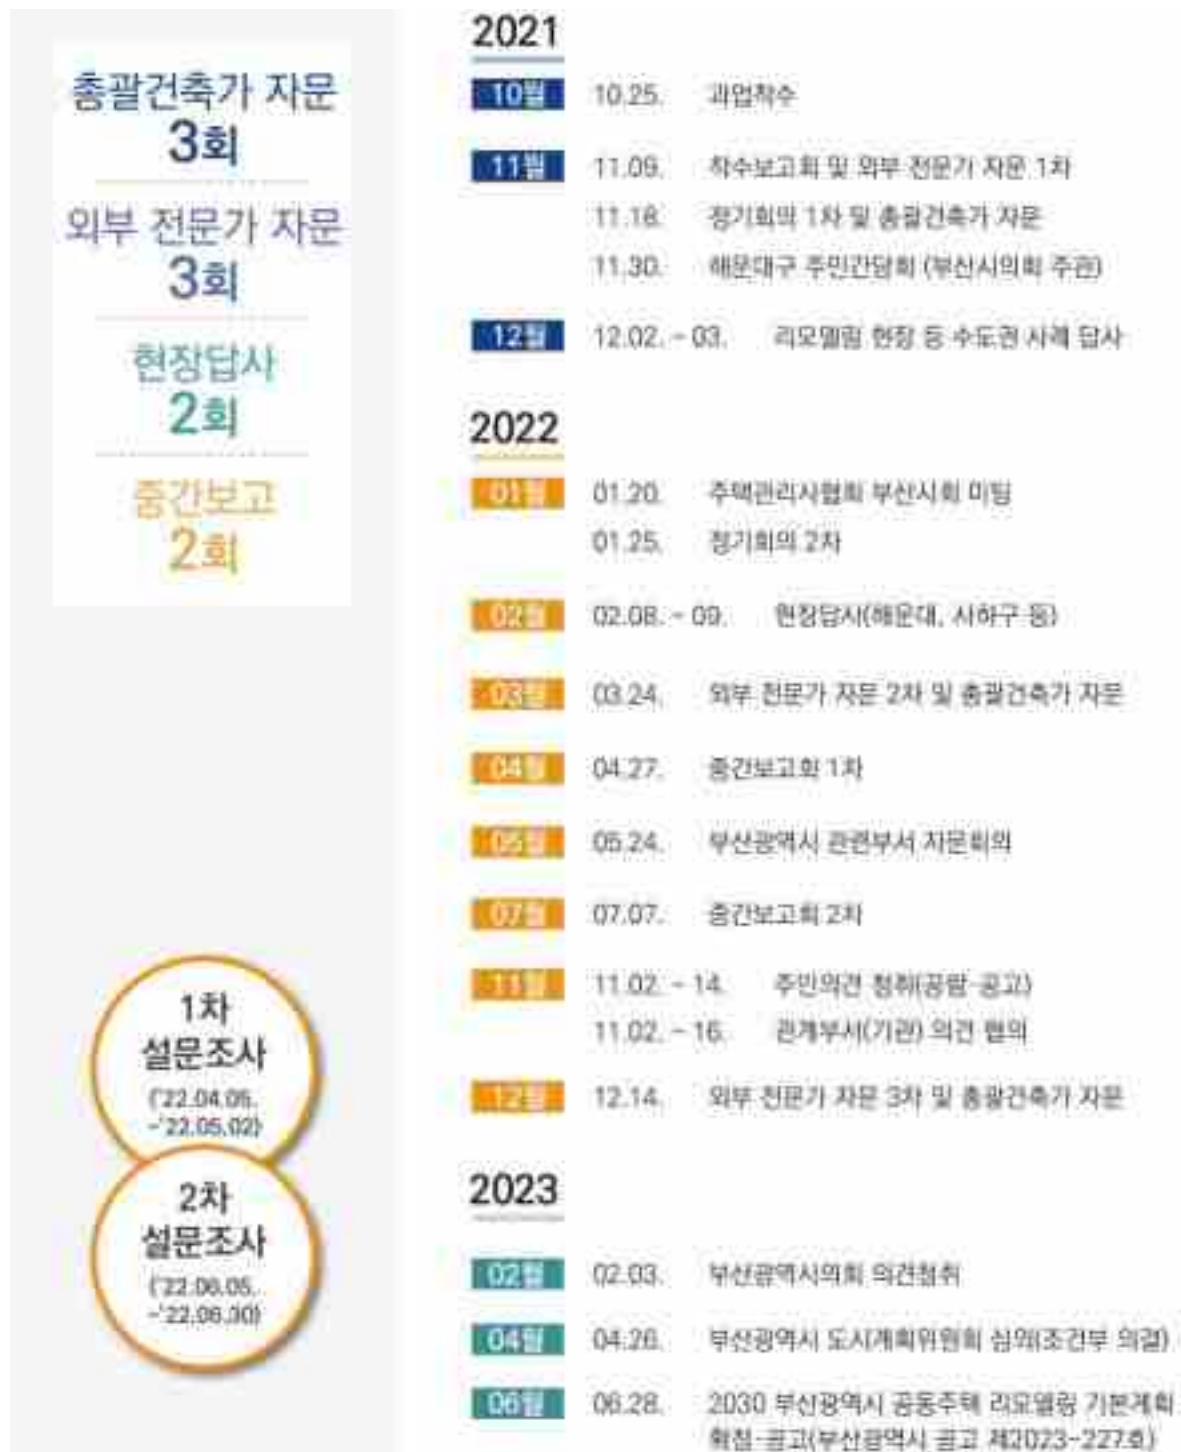 총괄건축가 자문
3회
외부 전문가 자문
3회
현장답사
2회
중간보고
2회
1차
설문조사
('22.04.05.
~'22.05.02)
2차
설문조사
('22.06.05.
~'22.06.30)
2021
10월 10.25. 과업착수
11월 11.09. 착수보고회 및 외부 전문가 자문 1차
11.18. 정기회의 1차 및 총괄건축가 자문
11.30. 해운대구 주민간담회 (부산시의회 주관)
12월 12.02. ~ 03. 리모델링 현장 등 수도권 사례 답사
2022
01월 01.20. 주택관리사협회 부산시회 미팅
01.25. 정기회의 2차
02월 02.08. ~ 09. 현장답사(해운대, 사하구 등)
03월 03.24. 외부 전문가 자문 2차 및 총괄건축가 자문
04월 04.27. 중간보고회 1차
05월 05.24. 부산광역시 관련부서 자문회의
07월 07.07. 중간보고회 2차
11월 11.02. ~ 14. 주민의견 청취(공람·공고)
11.02. ~ 16. 관계부서(기관) 의견 협의
12월 12.14. 외부 전문가 자문 3차 및 총괄건축가 자문
2023
02월 02.03. 부산광역시의회 의견청취
04월 04.26. 부산광역시 도시계획위원회 심의(조건부 의결)
06월 06.28. 2030 부산광역시 공동주택 리모델링 기본계획
확정·공고(부산광역시 공고 제2023-227호)